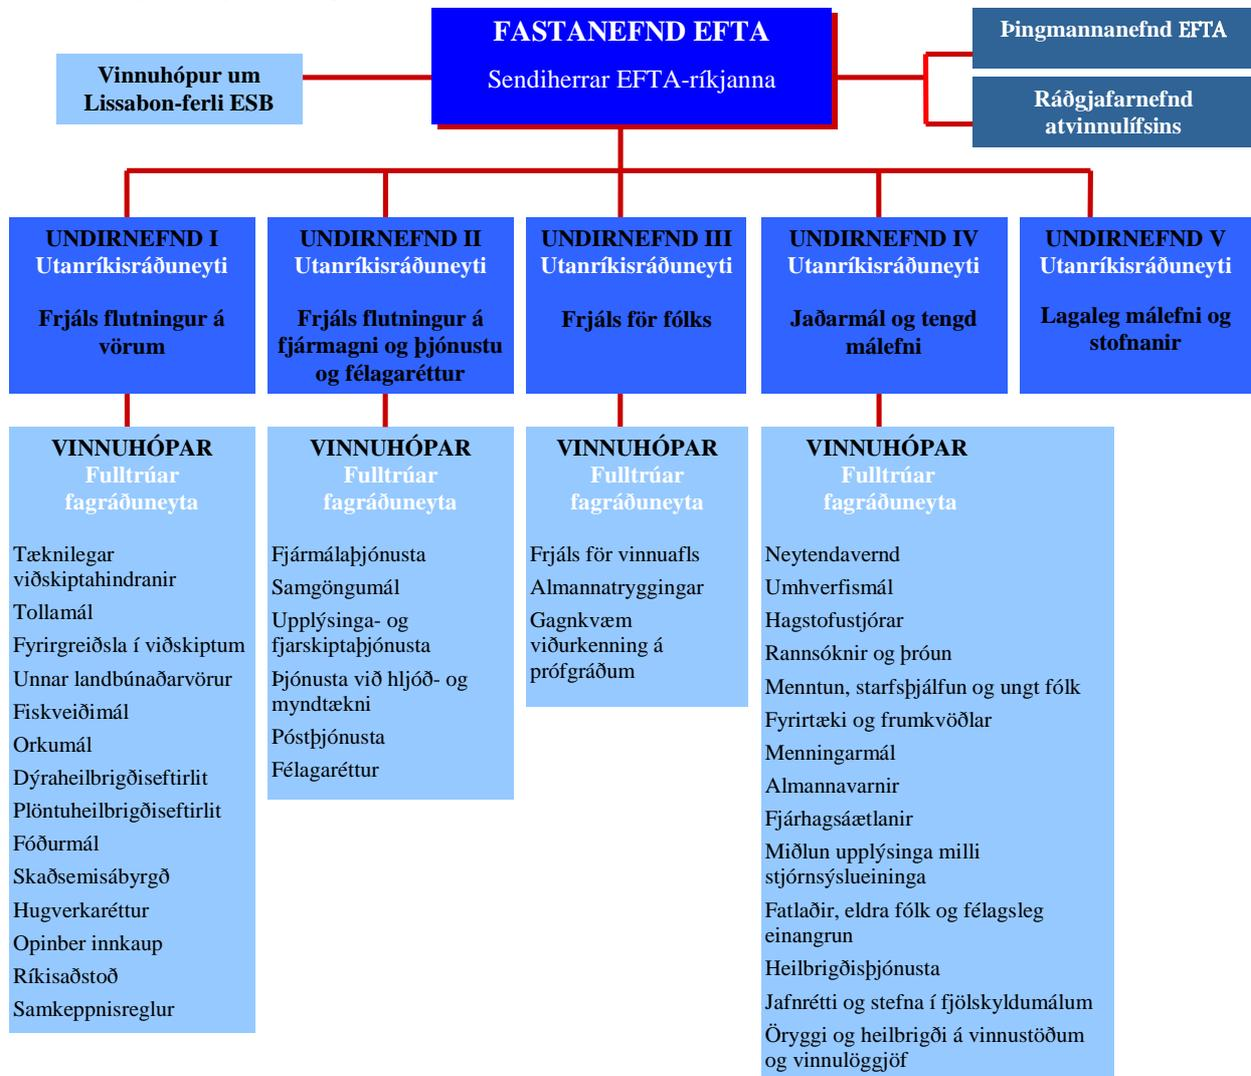 FASTANEFND EFTA
Sendiherrar EFTA-ríkjanna
Vinnuhópur um
Lissabon-ferli ESB
Þingmannanefnd EFTA
Ráðgjafarnefnd
atvinnulífsins
UNDIRNEFND I
Utanríkisráðuneyti
Frjáls flutningur á
vörum
UNDIRNEFND II
Utanríkisráðuneyti
Frjáls flutningur á
fjármagni og þjónustu
og félagaréttur
UNDIRNEFND III
Utanríkisráðuneyti
Frjáls för fólks
UNDIRNEFND IV
Utanríkisráðuneyti
Jaðarmál og tengd
málefni
UNDIRNEFND V
Utanríkisráðuneyti
Lagaleg málefni og
stofnanir
VINNUHÓPAR
Fulltrúar
fagráðuneyta
Tæknilegar
viðskiptahindranir
Tollamál
Fyrirgreiðsla í viðskiptum
Unnar landbúnaðarvörur
Fiskveiðimál
Orkumál
Dýraheilbrigðiseftirlit
Plöntuheilbrigðiseftirlit
Fóðurmál
Skaðsemisábyrgð
Hugverkaréttur
Opinber innkaup
Ríkisaðstoð
Samkeppnisreglur
VINNUHÓPAR
Fulltrúar
fagráðuneyta
Fjármálaþjónusta
Samgöngumál
Upplýsinga- og
fjarskiptaþjónusta
Þjónusta við hljóð- og
myndtækni
Póstþjónusta
Félagaréttur
VINNUHÓPAR
Fulltrúar
fagráðuneyta
Frjáls för vinnuafls
Almannatryggingar
Gagnkvæm
viðurkenning á
prófgráðum
VINNUHÓPAR
Fulltrúar
fagráðuneyta
Neytendavernd
Umhverfismál
Hagstofustjórar
Rannsóknir og þróun
Menntun, starfsþjálfun og ungt fólk
Fyrirtæki og frumkvöðlar
Menningarmál
Almannavarnir
Fjárhagsáætlanir
Miðlun upplýsinga milli
stjórnsýslueininga
Fatlaðir, eldra fólk og félagsleg
einangrun
Heilbrigðisþjónusta
Jafnrétti og stefna í fjölskyldumálum
Öryggi og heilbrigði á vinnustöðum
og vinnulöggjöf